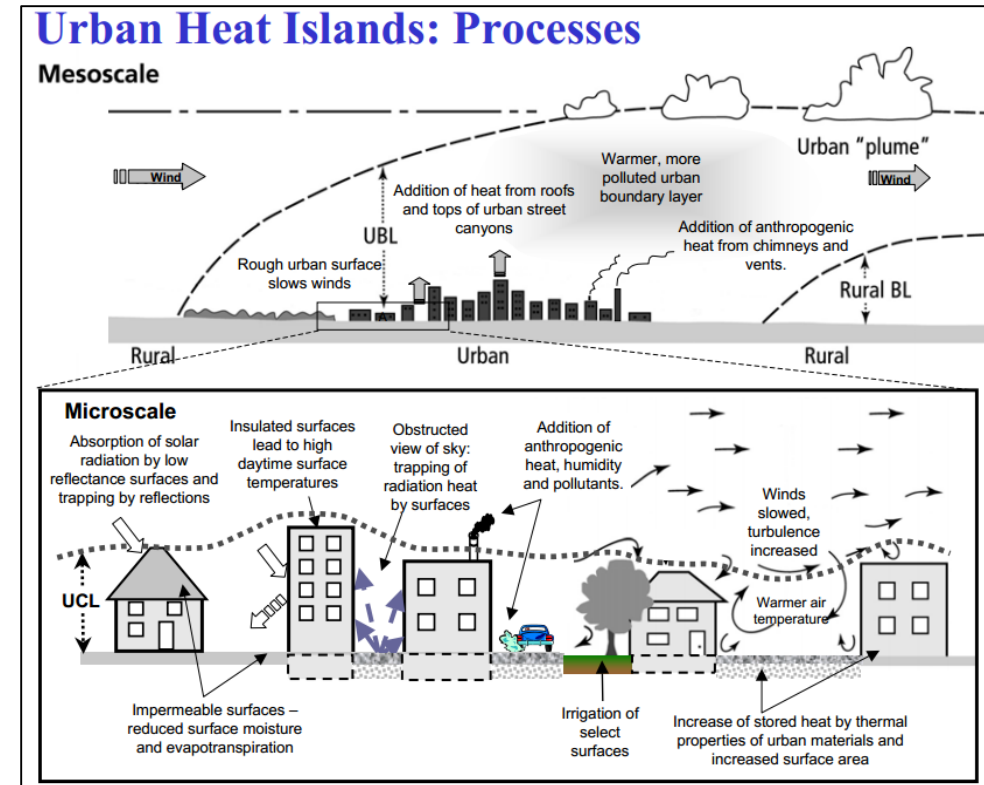 Urban Heat Islands: Processes
Mesoscale
Wind
Addition of heat from roofs
and tops of urban street
canyons
Warmer, more
polluted urban
boundary layer
Urban “plume”
Wind
UBL
Rough urban surface
slows winds
Addition of anthropogenic
heat from chimneys and
vents.
Rural BL
Rural
Urban
Rural
Microscale
Absorption of solar
radiation by low
reflectance surfaces and
trapping by reflections
Insulated surfaces
lead to high
daytime surface
temperatures
Obstructed
view of sky:
trapping of
radiation heat
by surfaces
Addition of
anthropogenic
heat, humidity
and pollutants.
Winds
slowed,
turbulence
increased
UCL
Warmer air
temperature
Impermeable surfaces –
reduced surface moisture
and evapotranspiration
Irrigation of
select
surfaces
Increase of stored heat by thermal
properties of urban materials and
increased surface area